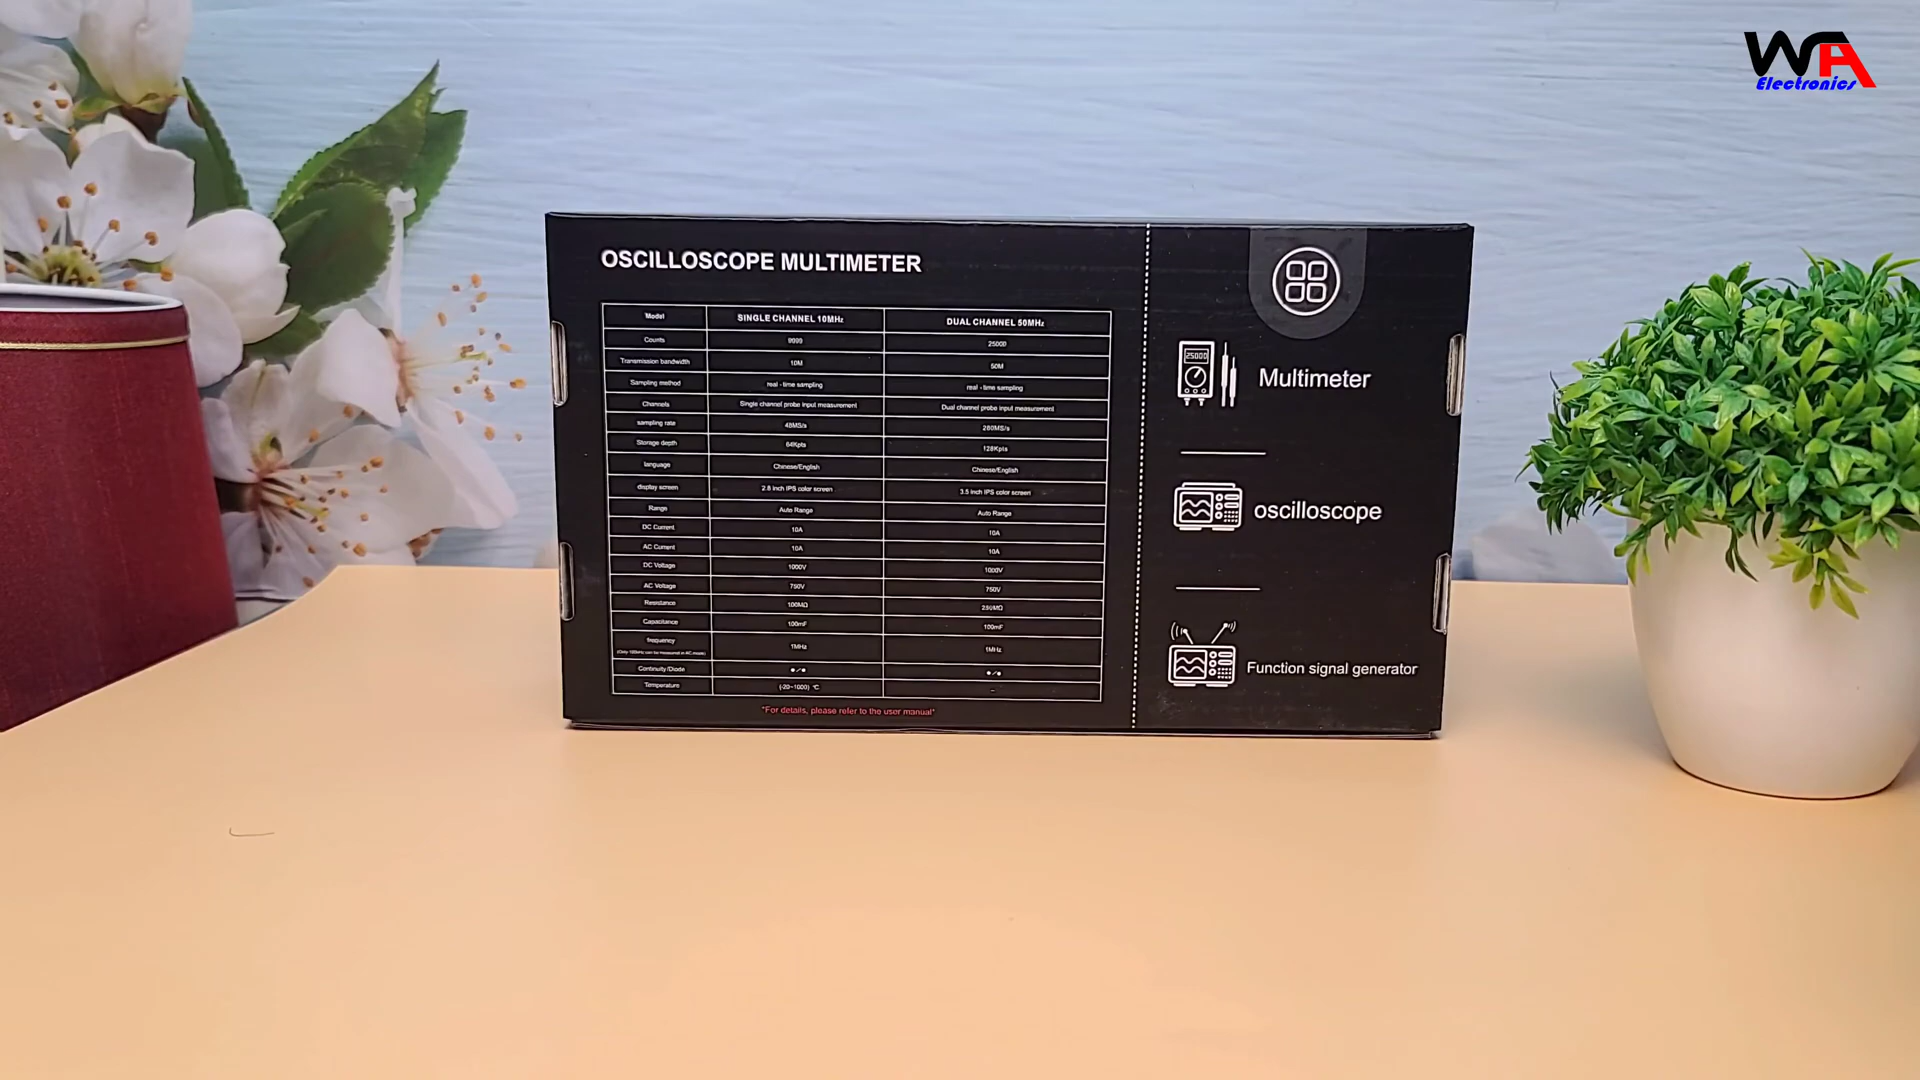 WA
Electronics
OSCILLOSCOPE MULTIMETER
Model SINGLE CHANNEL 10MHz DUAL CHANNEL 50MHz
Counts 9999 25000
Transmission bandwidth 10M 50M
Sampling method real - time sampling real - time sampling
Channels Single channel probe input measurement Dual channel probe input measurement
sampling rate 48MS/s 280MS/s
Storage depth 64Kpts 128Kpts
language Chinese/English Chinese/English
display screen 2.8 inch IPS color screen 3.5 inch IPS color screen
Range Auto Range Auto Range
DC Current 10A 10A
AC Current 10A 10A
DC Voltage 1000V 1000V
AC Voltage 750V 750V
Resistance 100MΩ 250MΩ
Capacitance 100mF 100mF
frequency 1MHz 1MHz
Continuity/Diode ●/● ●/●
Temperature (-20~1000) ℃ -
*For details, please refer to the user manual*
25000
Multimeter
oscilloscope
Function signal generator